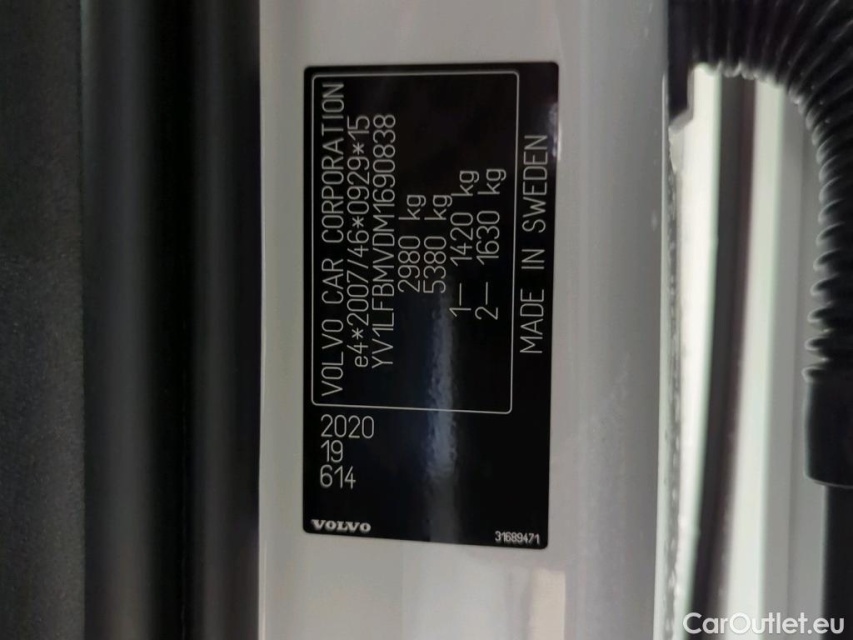 VOLVO CAR CORPORATION
e4*2007/46*0929*15
YV1LFBMVDM1690838
2980 kg
5380 kg
1— 1420 kg
2— 1630 kg
MADE IN SWEDEN
2020
19
614
VOLVO
31689471
CarOutlet.eu